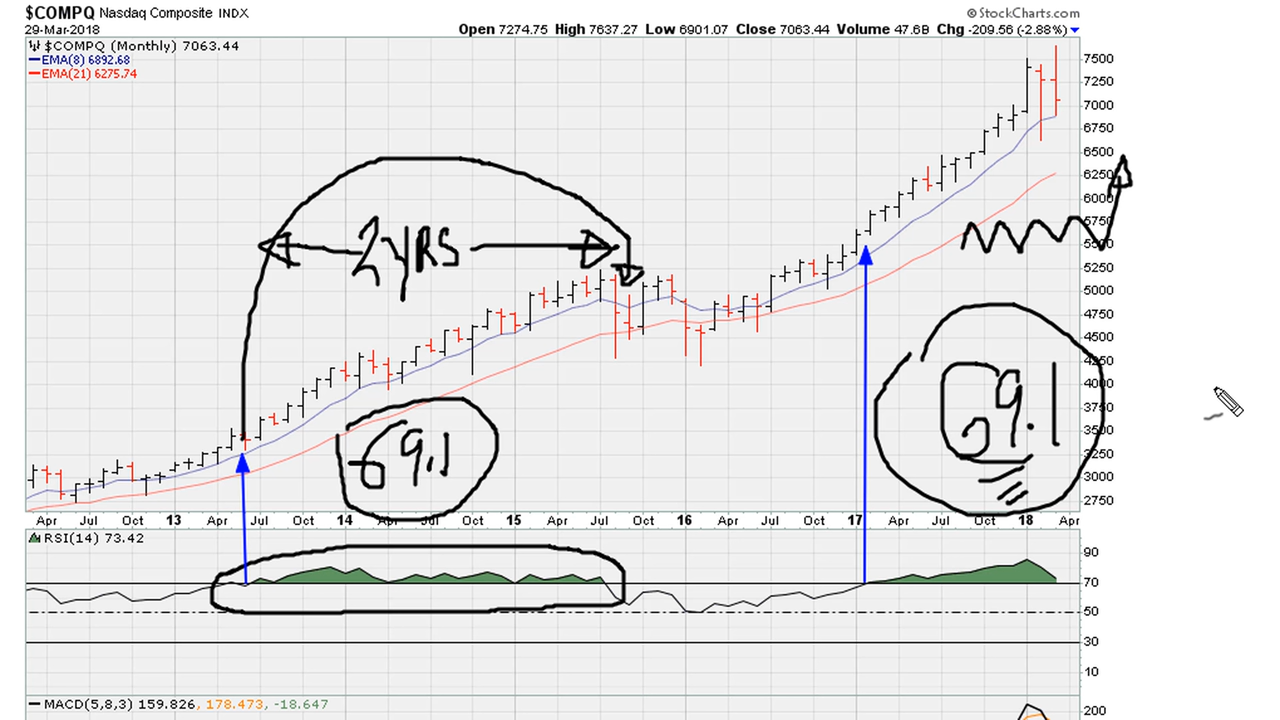 $COMPQ Nasdaq Composite INDX
© StockCharts.com
29-Mar-2018
Open 7274.75 High 7637.27 Low 6901.07 Close 7063.44 Volume 47.6B Chg -209.56 (-2.88%)
$COMPQ (Monthly) 7063.44
EMA(8) 6892.68
EMA(21) 6275.74
7500
7250
7000
6750
6500
6250
6000
5750
5500
5250
5000
4750
4500
4250
4000
3750
3500
3250
3000
2750
2 YRS
69.1
69.1
Apr Jul Oct 13 Apr Jul Oct 14 Apr Jul Oct 15 Apr Jul Oct 16 Apr Jul Oct 17 Apr Jul Oct 18 Apr
RSI(14) 73.42
90
70
50
30
10
MACD(5,8,3) 159.826, 178.473, -18.647
200